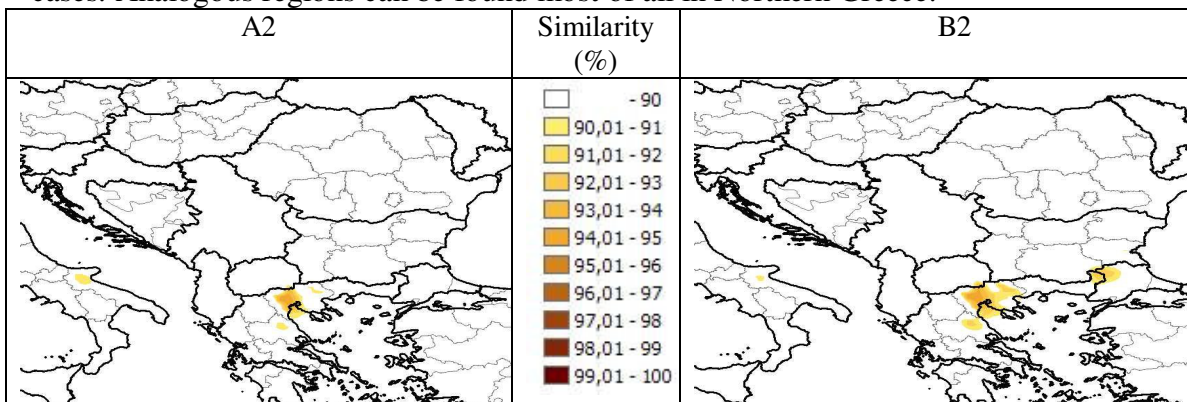 cases. Analogous regions can be found most of all in Northern Greece.
A2
Similarity
(%)
B2
- 90
90,01 - 91
91,01 - 92
92,01 - 93
93,01 - 94
94,01 - 95
95,01 - 96
96,01 - 97
97,01 - 98
98,01 - 99
99,01 - 100